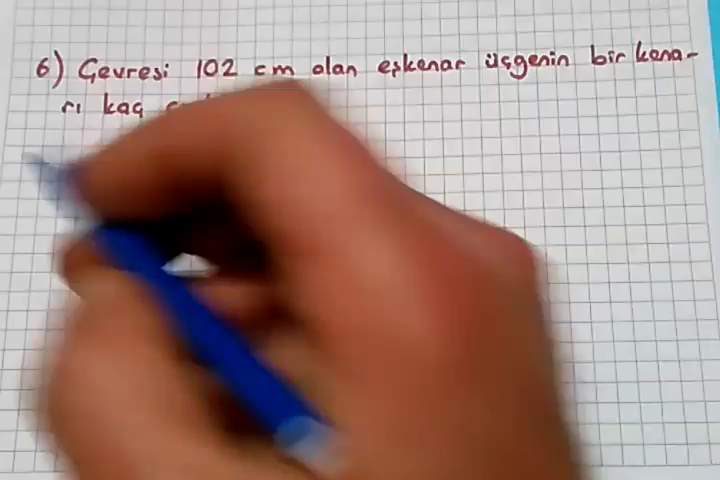 6) Çevresi 102 cm olan eşkenar üçgenin bir kena-
rı kaç